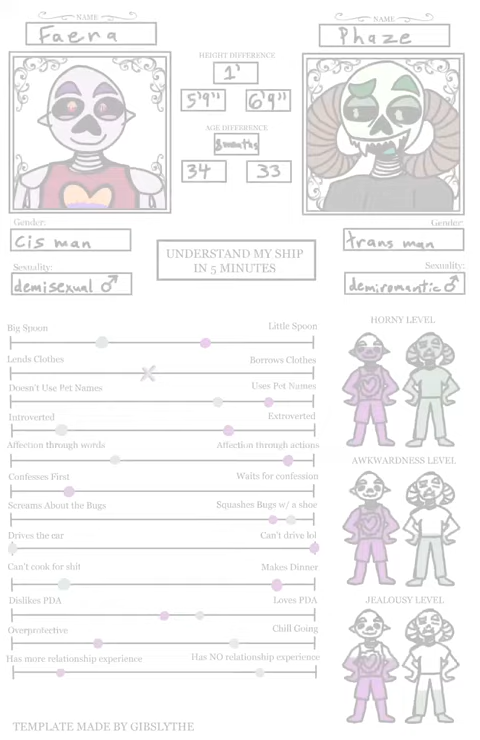 NAME
Faera
NAME
Phaze
HEIGHT DIFFERENCE
1'
5'9"
6'9"
AGE DIFFERENCE
8 months
34
33
Gender:
Cis man
Gender:
trans man
Sexuality:
demisexual ♂
Sexuality:
demiromantic ♂
UNDERSTAND MY SHIP
IN 5 MINUTES
Big Spoon
Little Spoon
Lends Clothes
Borrows Clothes
Doesn't Use Pet Names
Uses Pet Names
Introverted
Extroverted
Affection through words
Affection through actions
Confesses First
Waits for confession
Screams About the Bugs
Squashes Bugs w/ a shoe
Drives the car
Can't drive lol
Can't cook for shit
Makes Dinner
Dislikes PDA
Loves PDA
Overprotective
Chill Going
Has more relationship experience
Has NO relationship experience
HORNY LEVEL
AWKWARDNESS LEVEL
JEALOUSY LEVEL
TEMPLATE MADE BY GIBSLYTHE